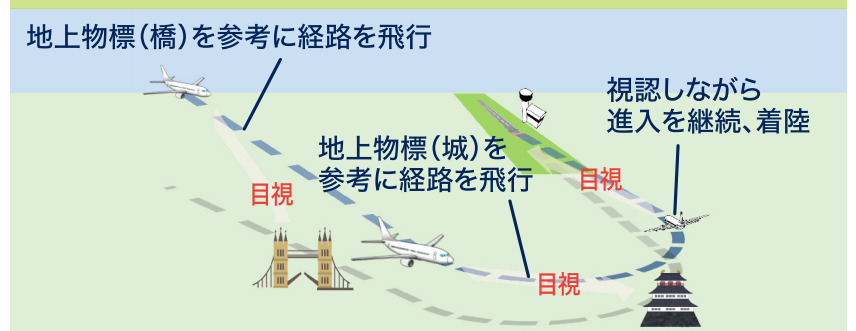 地上物標（橋）を参考に経路を飛行
視認しながら
進入を継続、着陸
地上物標（城）を
参考に経路を飛行
目視
目視
目視